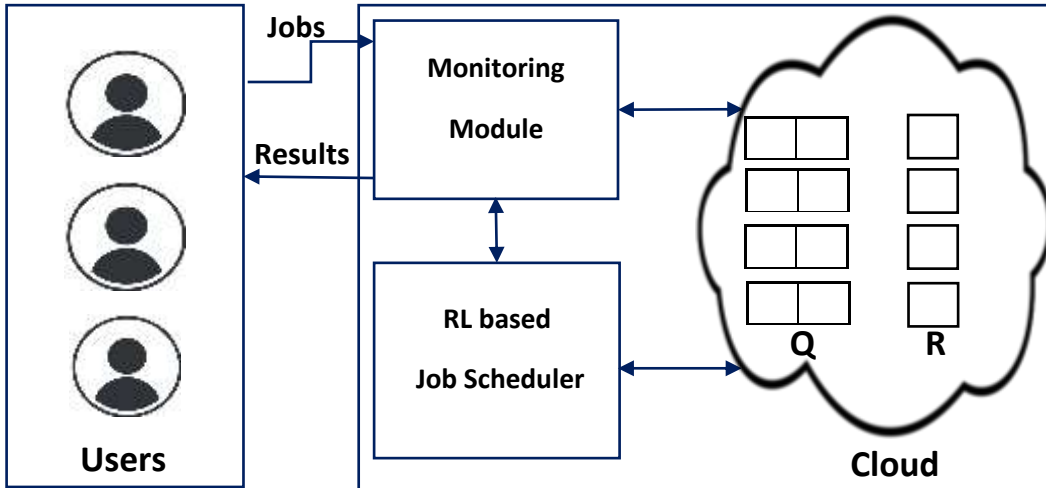 Jobs
Monitoring
Module
Results
RL based
Job Scheduler
Q
R
Users
Cloud